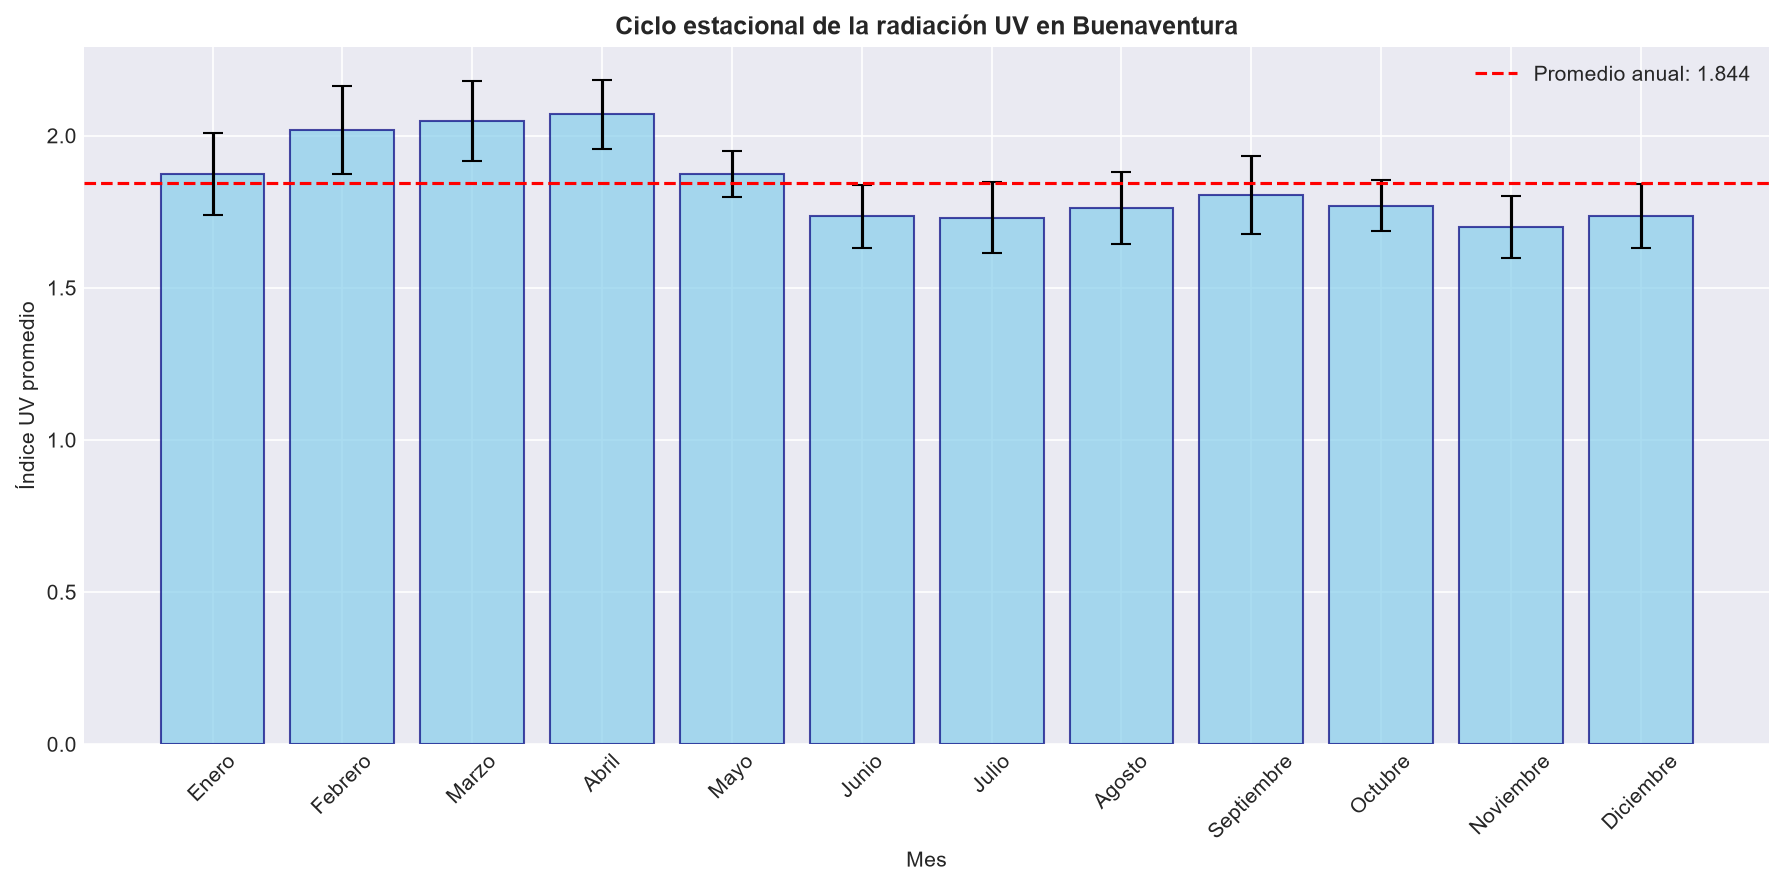 Ciclo estacional de la radiación UV en Buenaventura
Promedio anual: 1.844
Índice UV promedio
2.0
1.5
1.0
0.5
0.0
Enero
Febrero
Marzo
Abril
Mayo
Junio
Julio
Agosto
Septiembre
Octubre
Noviembre
Diciembre
Mes